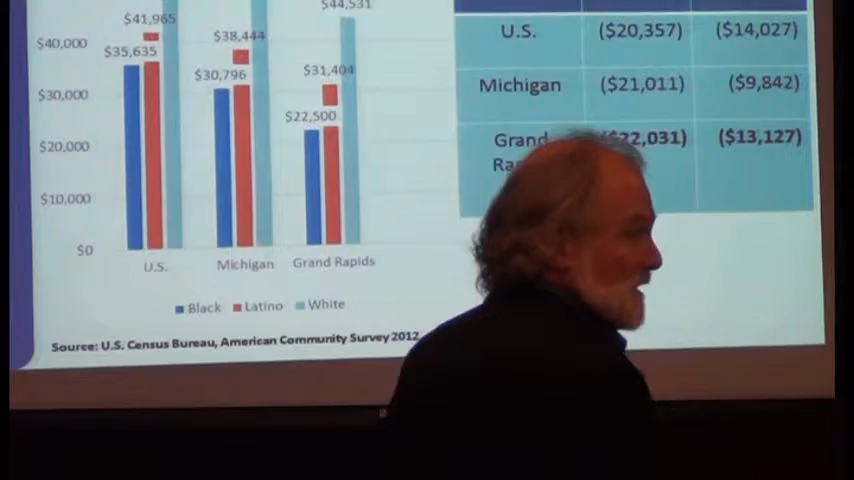 $44,531
$41,965
$40,000
$38,444
$35,635
$30,796
$31,404
$30,000
$22,500
$20,000
$10,000
$0
U.S. Michigan Grand Rapids
Black Latino White
Source: U.S. Census Bureau, American Community Survey 2012
U.S. ($20,357) ($14,027)
Michigan ($21,011) ($9,842)
Grand ($13,127)